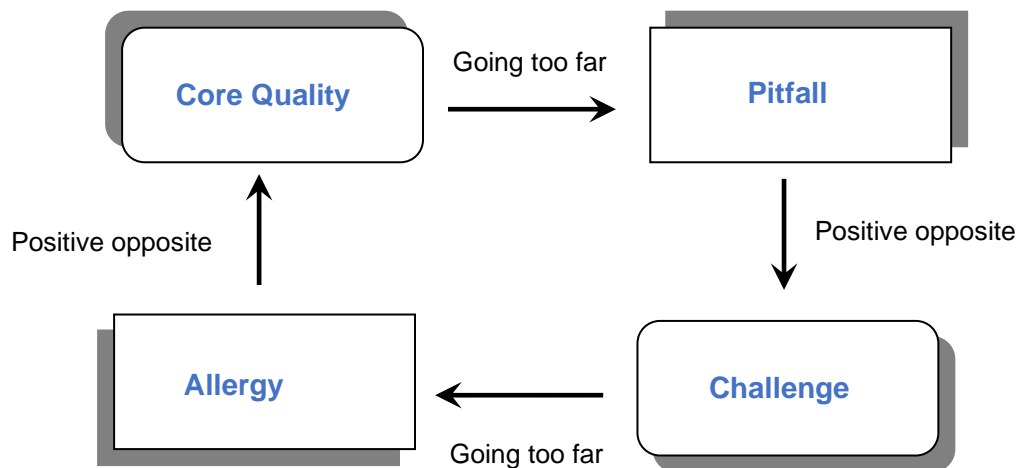 Going too far
Core Quality
Pitfall
Positive opposite
Positive opposite
Allergy
Challenge
Going too far